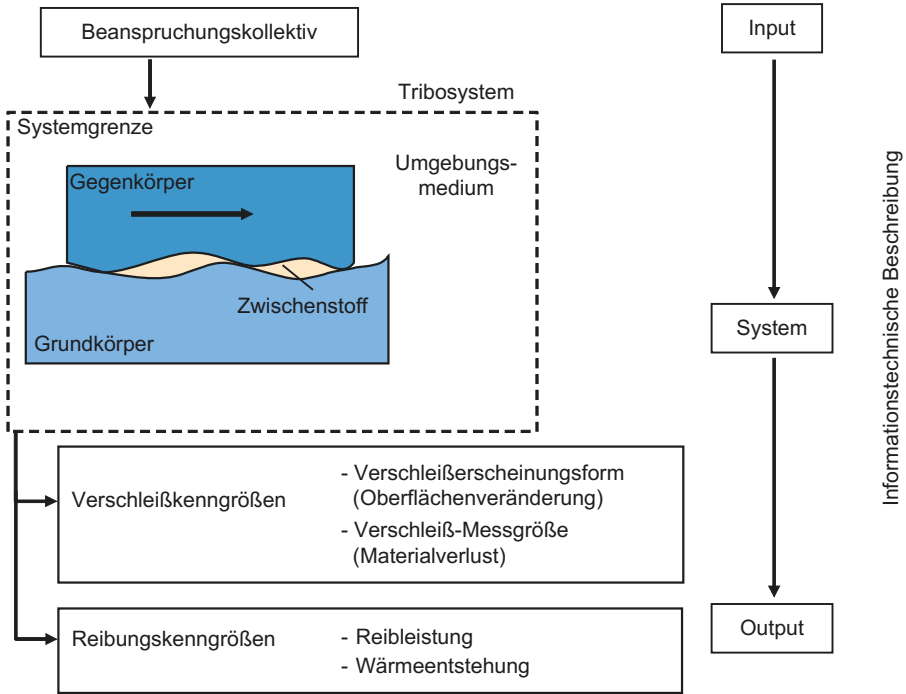 Beanspruchungskollektiv
Input
Tribosystem
Systemgrenze
Umgebungs-
medium
Gegenkörper
Zwischenstoff
Grundkörper
System
Informationstechnische Beschreibung
Verschleißkenngrößen
- Verschleißerscheinungsform
(Oberflächenveränderung)
- Verschleiß-Messgröße
(Materialverlust)
Reibungskenngrößen
- Reibleistung
- Wärmeentstehung
Output